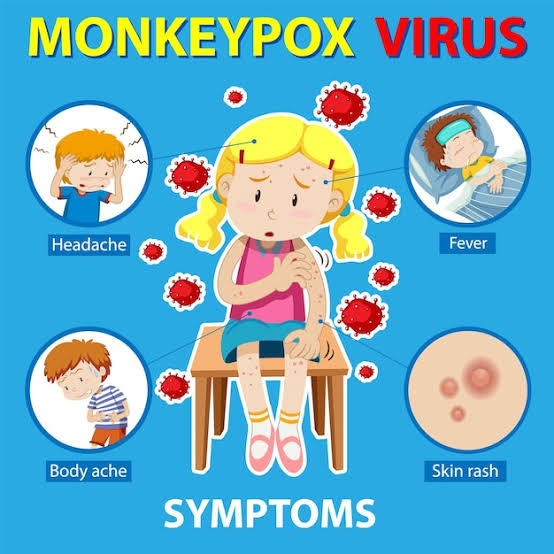 MONKEYPOX VIRUS
Headache
Fever
Body ache
Skin rash
SYMPTOMS